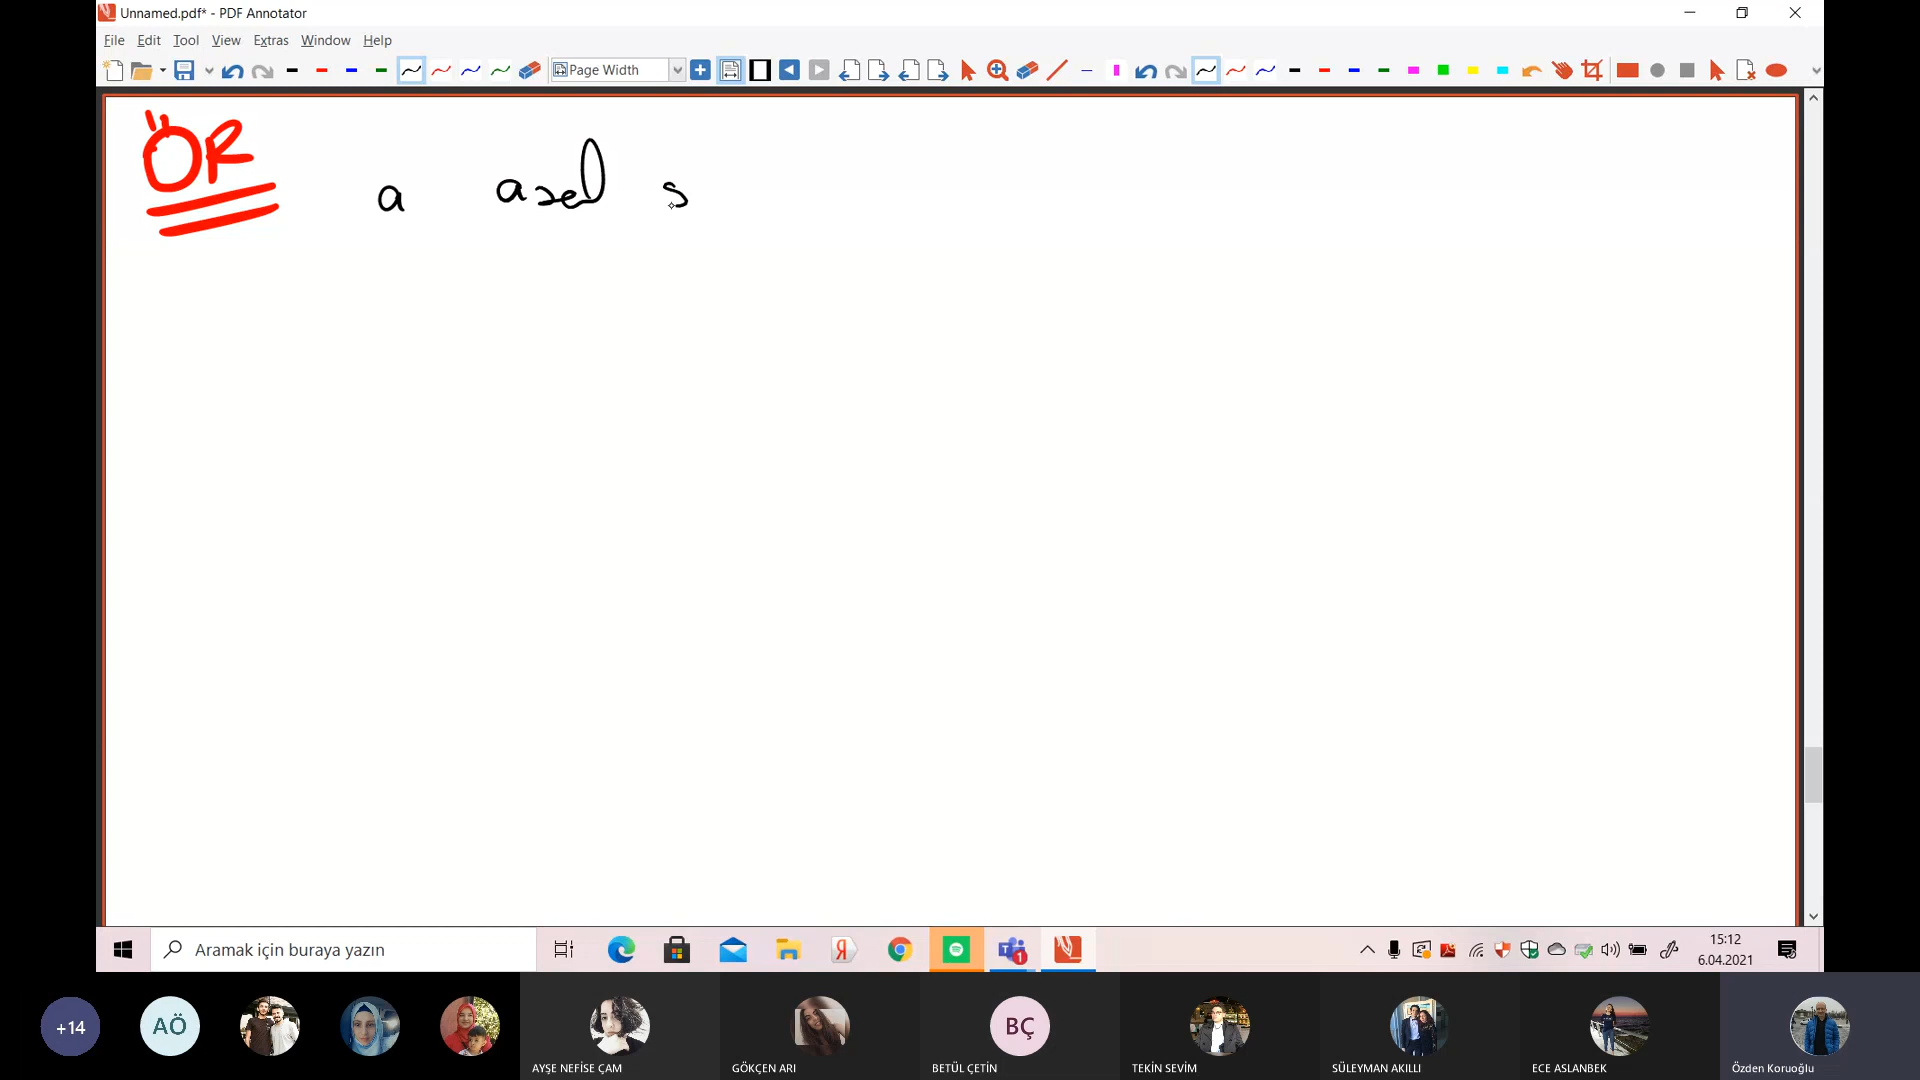 Unnamed.pdf* - PDF Annotator
File Edit Tool View Extras Window Help
Page Width
ÖR a asel s
Aramak için buraya yazın
1
15:12
6.04.2021
+14
AÖ
BÇ
AYŞE NEFİSE ÇAM
GÖKÇEN ARI
BETÜL ÇETİN
TEKİN SEVİM
SÜLEYMAN AKILLI
ECE ASLANBEK
Özden Koruoğlu